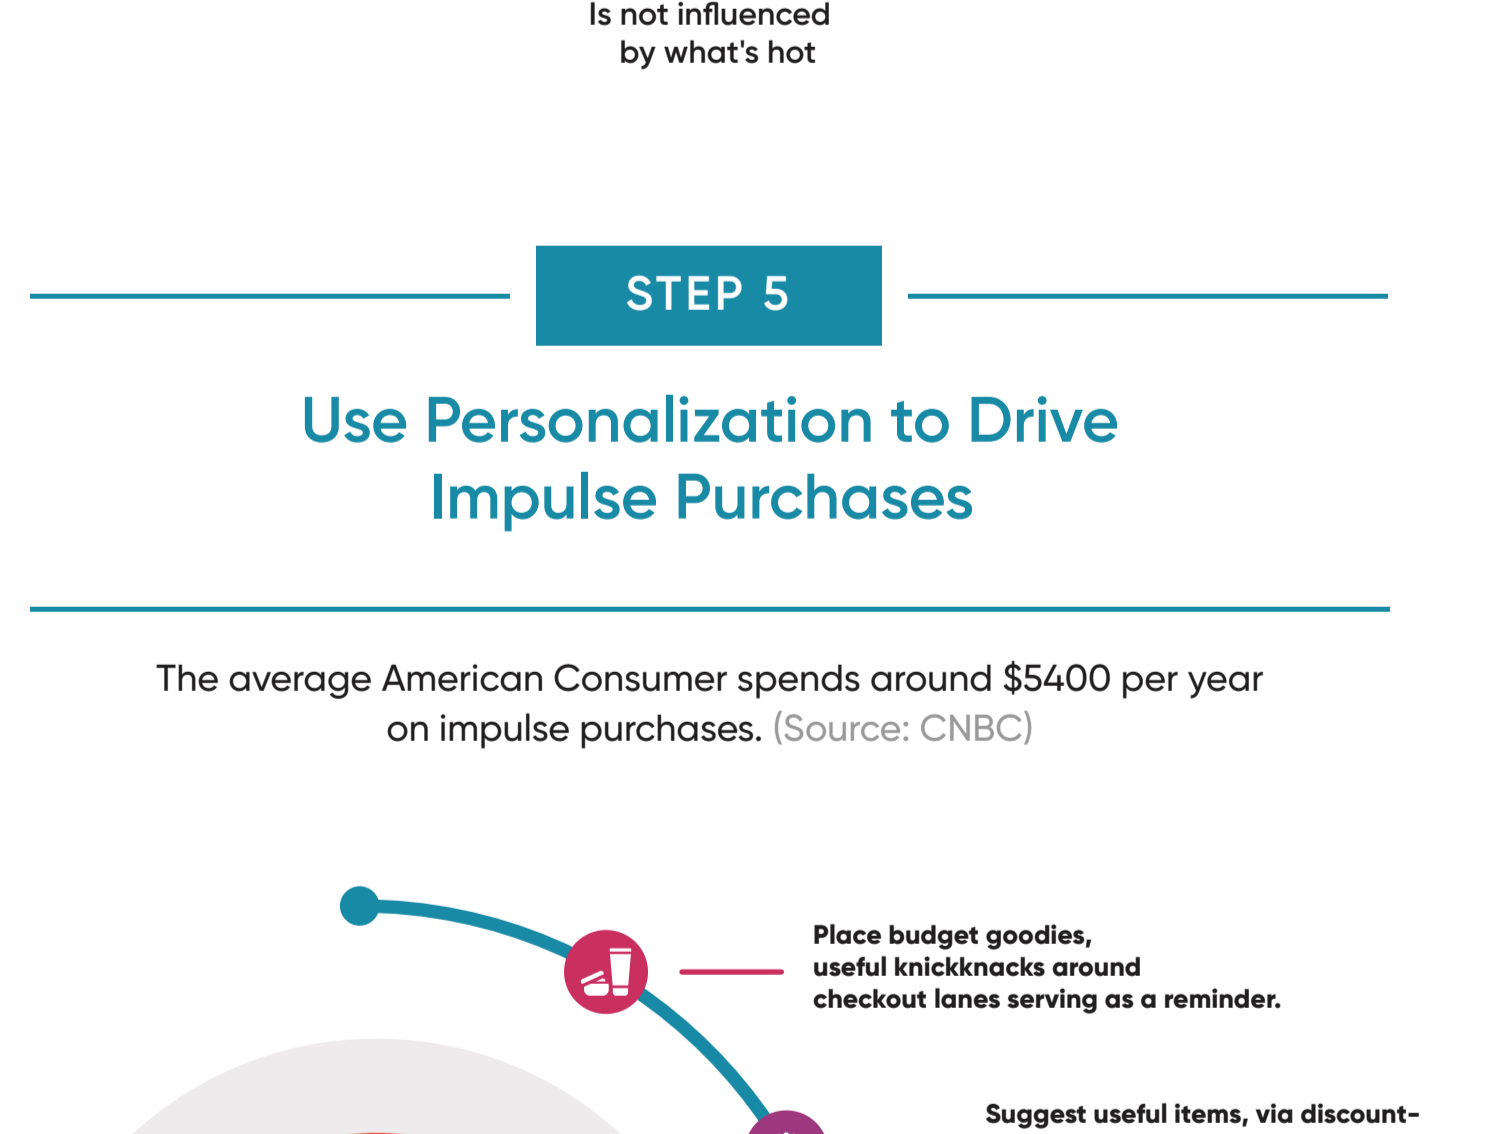 Is not influenced
by what's hot
STEP 5
Use Personalization to Drive
Impulse Purchases
The average American Consumer spends around $5400 per year
on impulse purchases. (Source: CNBC)
Place budget goodies,
useful knickknacks around
checkout lanes serving as a reminder.
Suggest useful items, via discount-